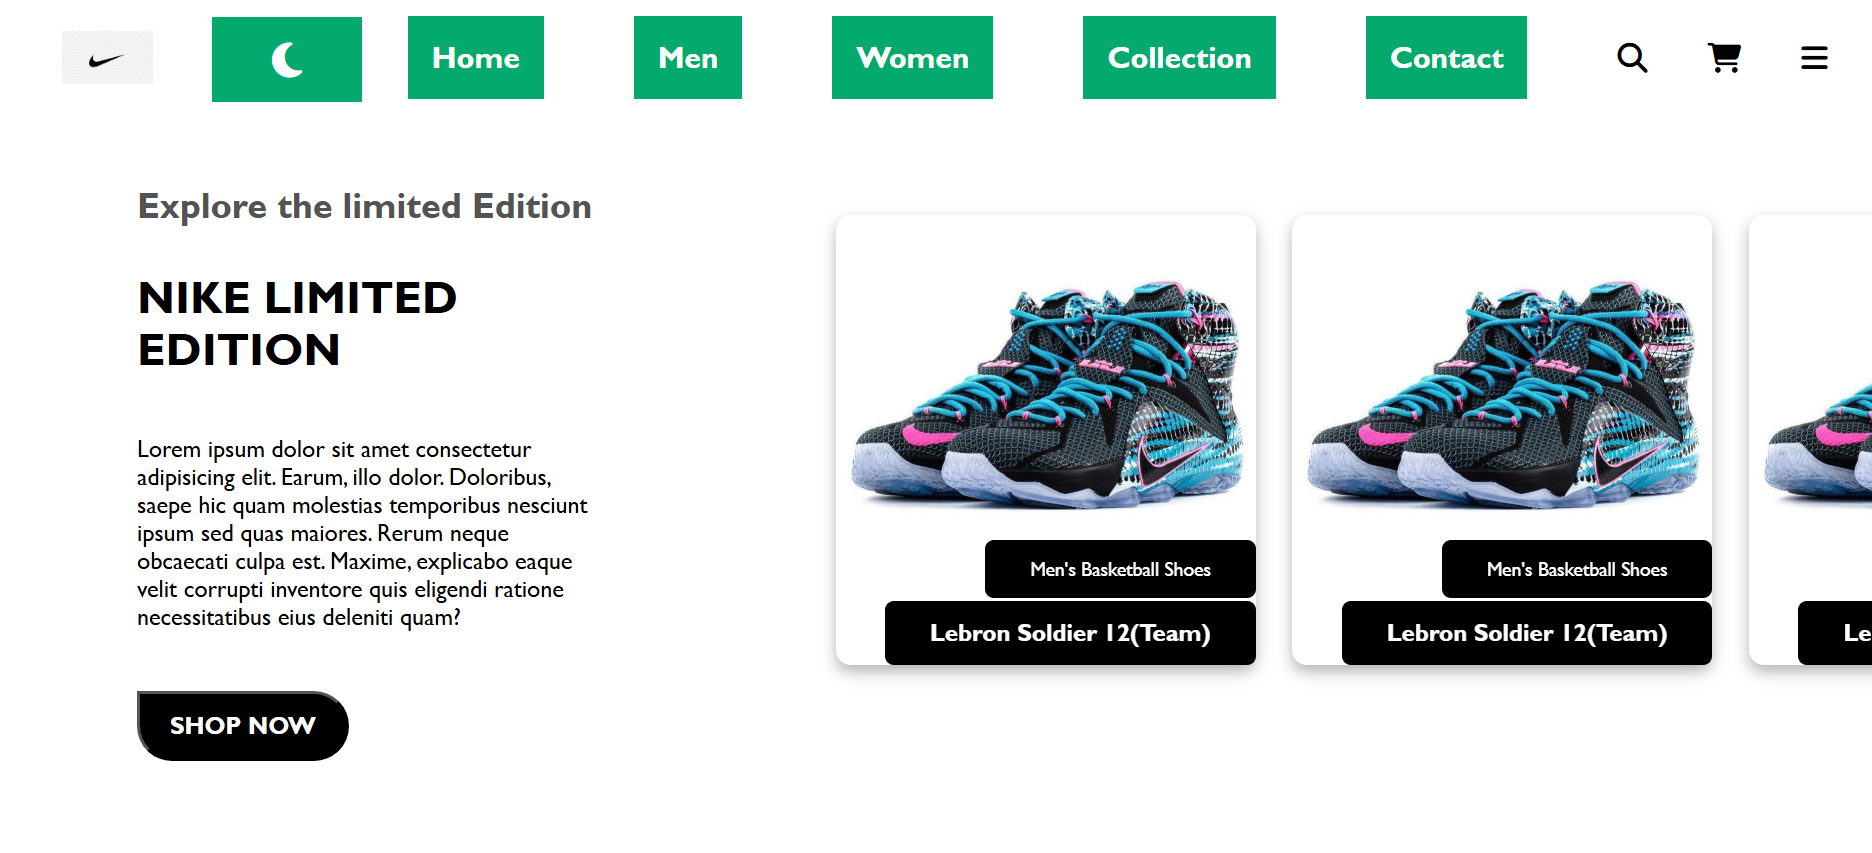 Home
Men
Women
Collection
Contact
Explore the limited Edition
NIKE LIMITED
EDITION
Lorem ipsum dolor sit amet consectetur
adipisicing elit. Earum, illo dolor. Doloribus,
saepe hic quam molestias temporibus nesciunt
ipsum sed quas maiores. Rerum neque
obcaecati culpa est. Maxime, explicabo eaque
velit corrupti inventore quis eligendi ratione
necessitatibus eius deleniti quam?
SHOP NOW
Men's Basketball Shoes
Lebron Soldier 12(Team)
Men's Basketball Shoes
Lebron Soldier 12(Team)
Le